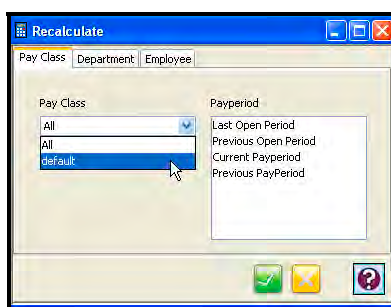 Recalculate
Pay Class Department Employee
Pay Class
All
All
default
Payperiod
Last Open Period
Previous Open Period
Current Payperiod
Previous PayPeriod
?